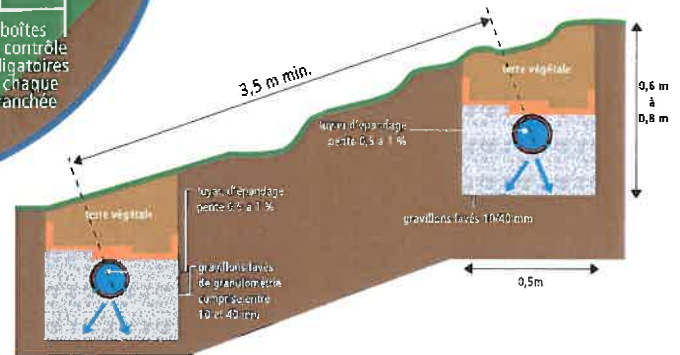 boîtes
contrôle
ligatoires
chaque
ranchée
3,5 m min.
terre végétale
0,6 m
à
0,8 m
tuyau d'épandage
pente 0,5 à 1 %
gravillons lavés 10/40 mm
0,5m
terre végétale
tuyau d'épandage
pente 0,5 à 1 %
gravillons lavés
de granulométrie
comprise entre
10 et 40 mm